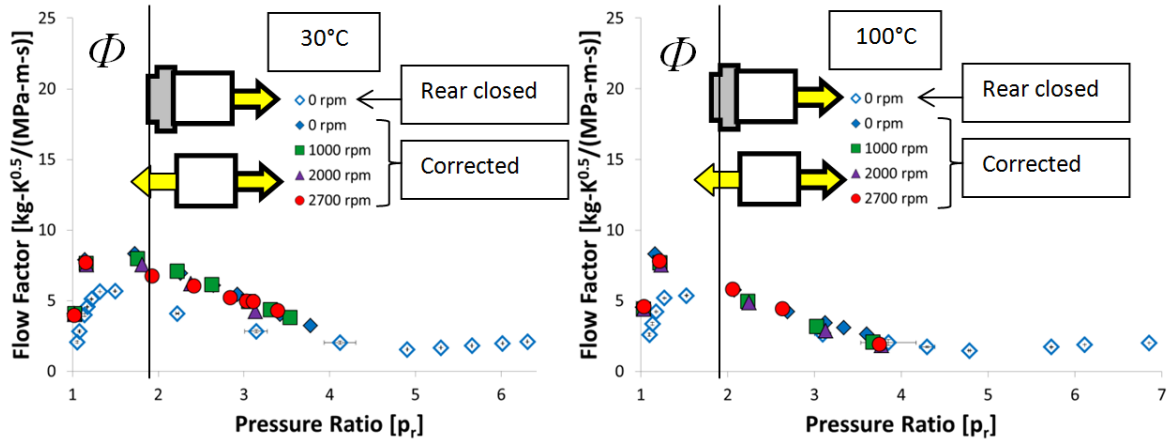 25
20
15
10
5
0
Flow Factor [kg-K^0.5/(MPa-m-s)]
Φ
30°C
0 rpm
Rear closed
0 rpm
1000 rpm
2000 rpm
2700 rpm
Corrected
1 2 3 4 5 6
Pressure Ratio [p_r]
25
20
15
10
5
0
Flow Factor [kg-K^0.5/(MPa-m-s)]
Φ
100°C
0 rpm
Rear closed
0 rpm
1000 rpm
2000 rpm
2700 rpm
Corrected
1 2 3 4 5 6 7
Pressure Ratio [p_r]